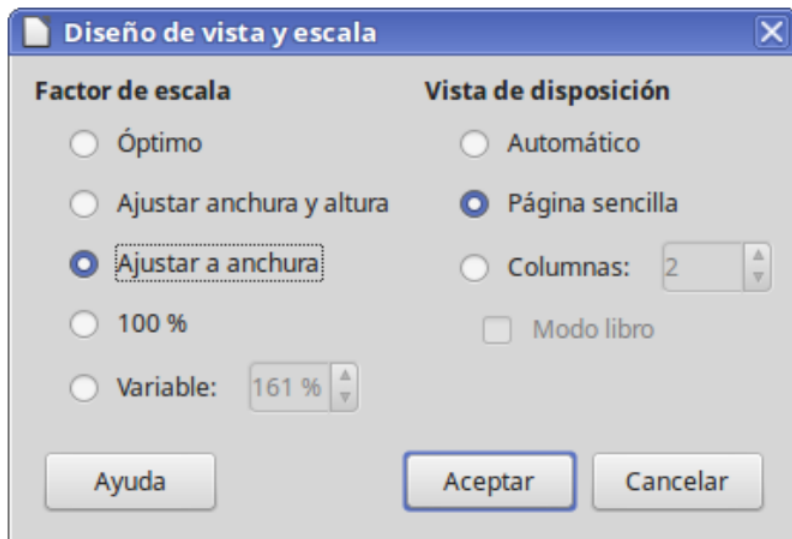 Diseño de vista y escala
Factor de escala
Óptimo
Ajustar anchura y altura
Ajustar a anchura
100 %
Variable: 161 %
Vista de disposición
Automático
Página sencilla
Columnas: 2
Modo libro
Ayuda
Aceptar
Cancelar